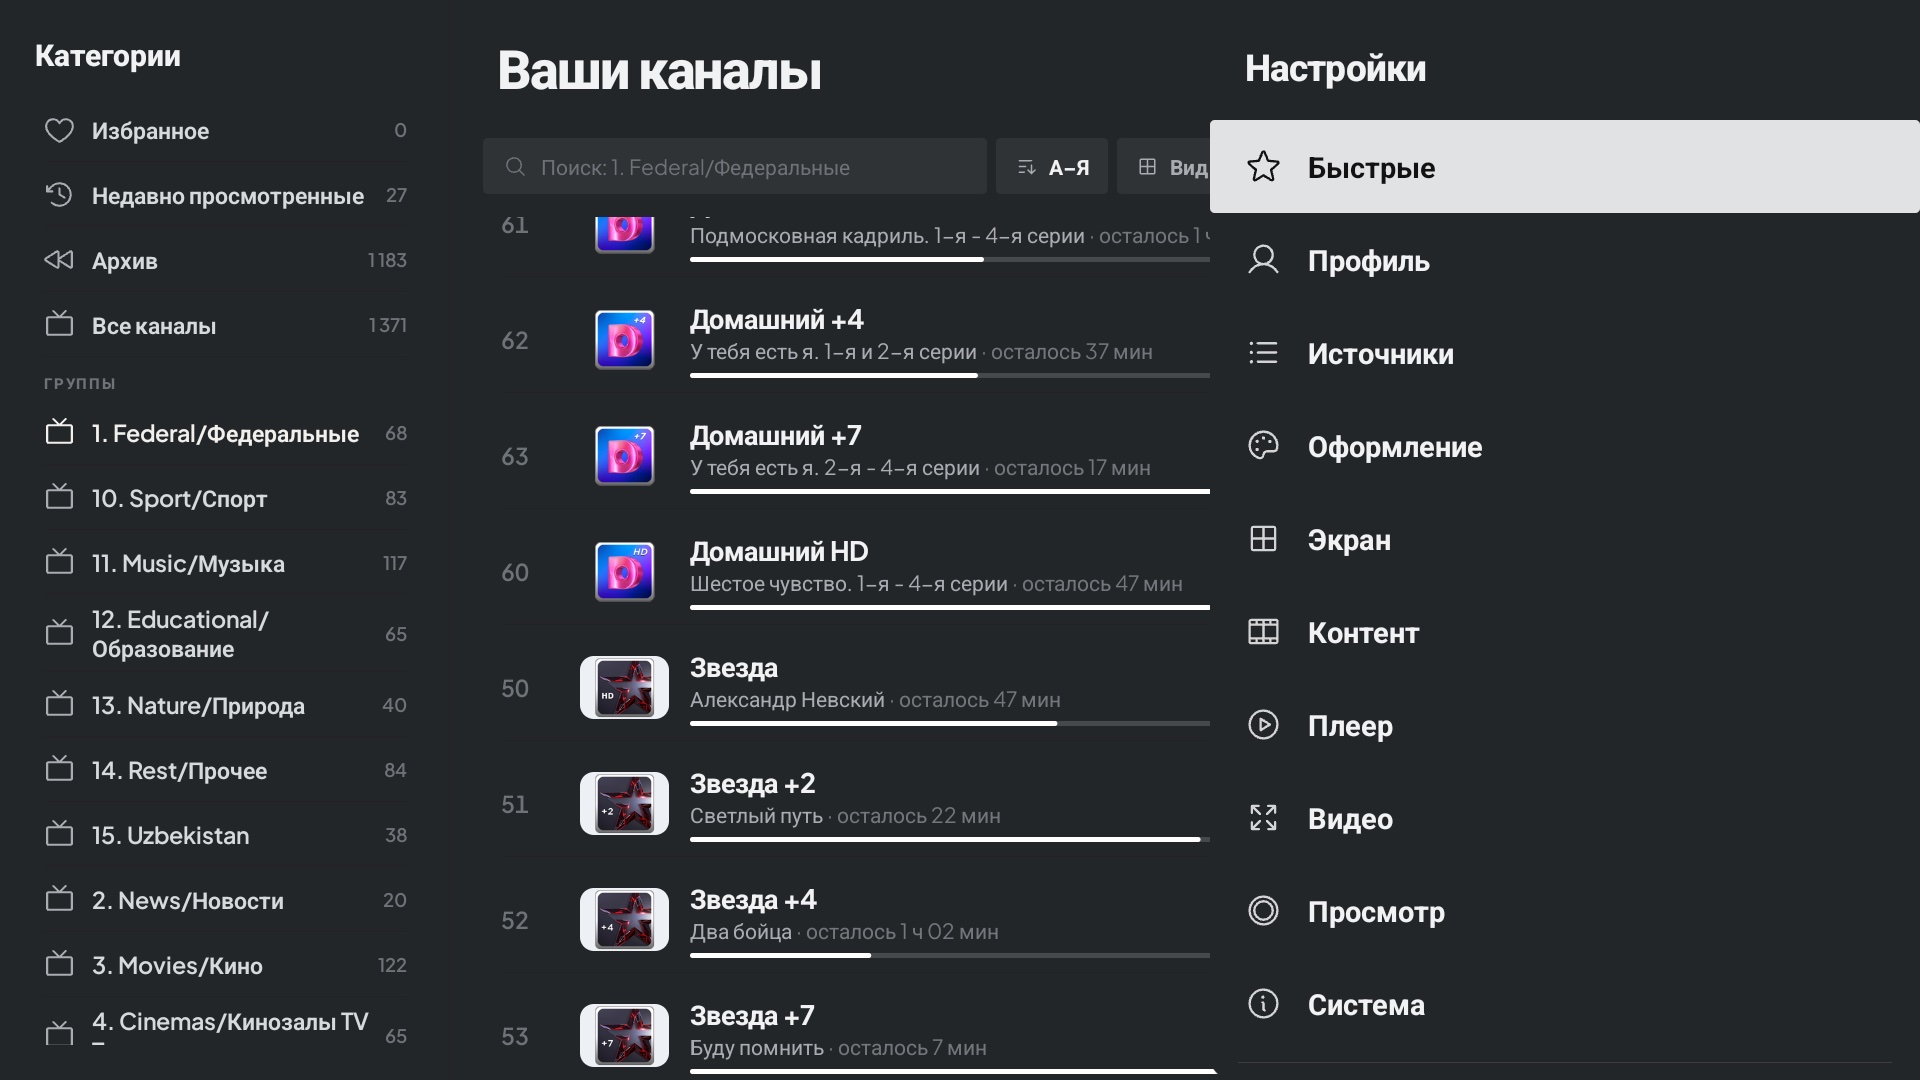 Категории
Избранное 0
Недавно просмотренные 27
Архив 1183
Все каналы 1371
ГРУППЫ
1. Federal/Федеральные 68
10. Sport/Спорт 83
11. Music/Музыка 117
12. Educational/
Образование 65
13. Nature/Природа 40
14. Rest/Прочее 84
15. Uzbekistan 38
2. News/Новости 20
3. Movies/Кино 122
4. Cinemas/Кинозалы TV 65
Ваши каналы
Поиск: 1. Federal/Федеральные
А–Я
Вид
61
Подмосковная кадриль. 1–я - 4–я серии · осталось 1
62
+4
Домашний +4
У тебя есть я. 1–я и 2–я серии · осталось 37 мин
63
+7
Домашний +7
У тебя есть я. 2–я - 4–я серии · осталось 17 мин
60
HD
Домашний HD
Шестое чувство. 1–я - 4–я серии · осталось 47 мин
50
HD
Звезда
Александр Невский · осталось 47 мин
51
+2
Звезда +2
Светлый путь · осталось 22 мин
52
+4
Звезда +4
Два бойца · осталось 1 ч 02 мин
53
+7
Звезда +7
Буду помнить · осталось 7 мин
Настройки
Быстрые
Профиль
Источники
Оформление
Экран
Контент
Плеер
Видео
Просмотр
Система